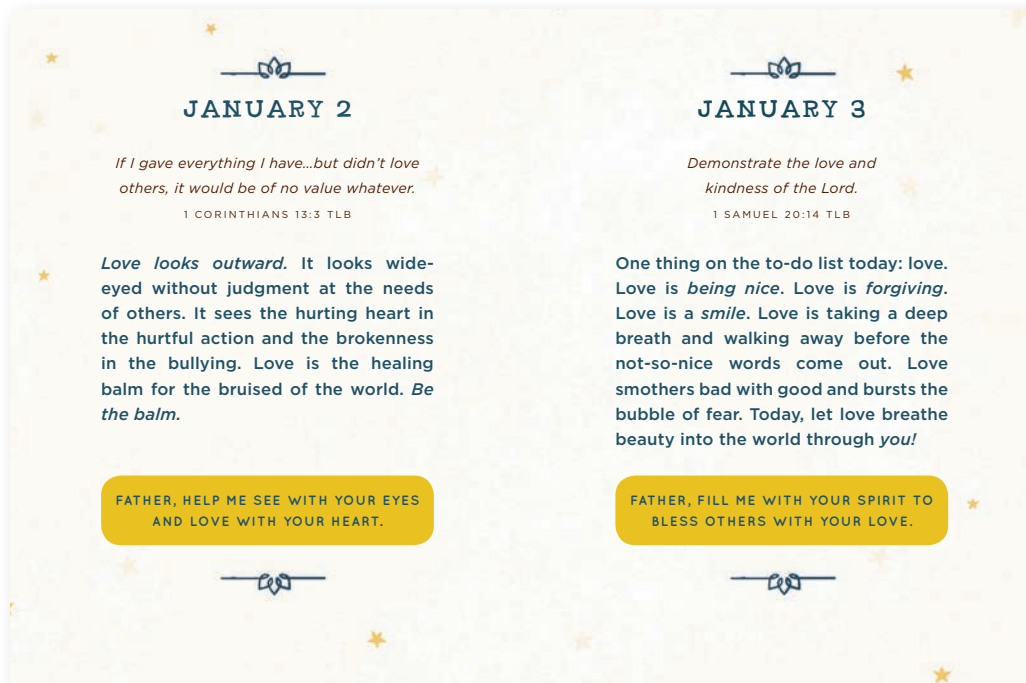 JANUARY 2
If I gave everything I have...but didn't love
others, it would be of no value whatever.
1 CORINTHIANS 13:3 TLB
Love looks outward. It looks wide-
eyed without judgment at the needs
of others. It sees the hurting heart in
the hurtful action and the brokenness
in the bullying. Love is the healing
balm for the bruised of the world. Be
the balm.
FATHER, HELP ME SEE WITH YOUR EYES
AND LOVE WITH YOUR HEART.
JANUARY 3
Demonstrate the love and
kindness of the Lord.
1 SAMUEL 20:14 TLB
One thing on the to-do list today: love.
Love is being nice. Love is forgiving.
Love is a smile. Love is taking a deep
breath and walking away before the
not-so-nice words come out. Love
smothers bad with good and bursts the
bubble of fear. Today, let love breathe
beauty into the world through you!
FATHER, FILL ME WITH YOUR SPIRIT TO
BLESS OTHERS WITH YOUR LOVE.